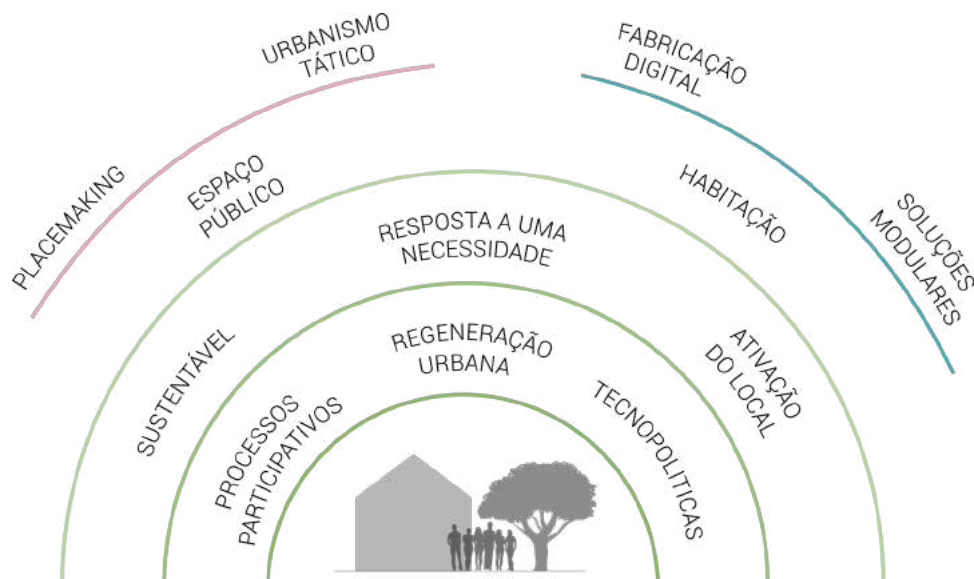 URBANISMO
TÁTICO
FABRICAÇÃO
DIGITAL
PLACEMAKING
ESPAÇO
PÚBLICO
HABITAÇÃO
SOLUÇÕES
MODULARES
RESPOSTA A UMA
NECESSIDADE
SUSTENTÁVEL
ATIVAÇÃO
DO LOCAL
REGENERAÇÃO
URBANA
PROCESSOS
PARTICIPATIVOS
TECNOPOLITICAS